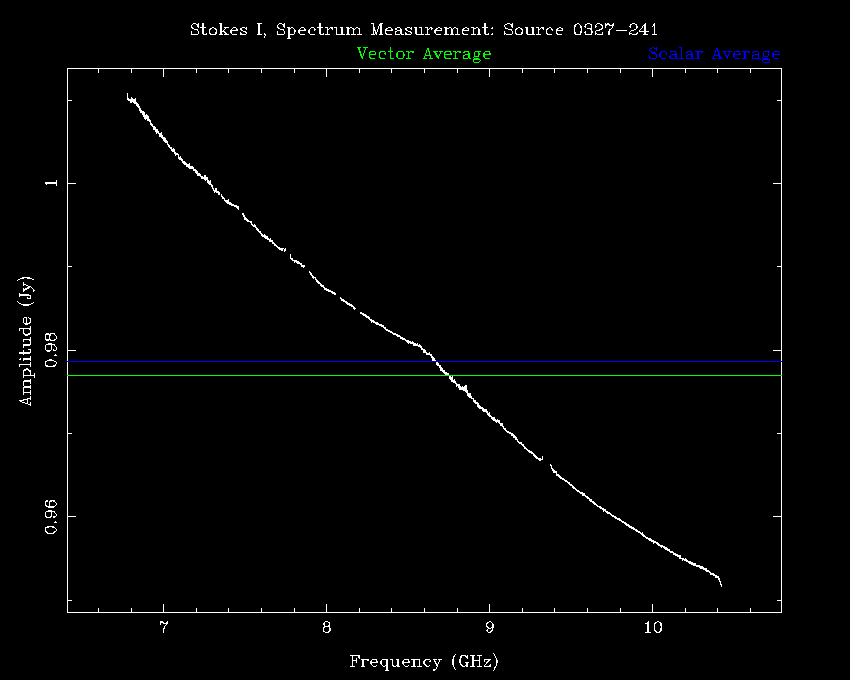 Stokes I, Spectrum Measurement: Source 0327−241
Vector Average Scalar Average
1
0.98
0.96
Amplitude (Jy)
7 8 9 10
Frequency (GHz)